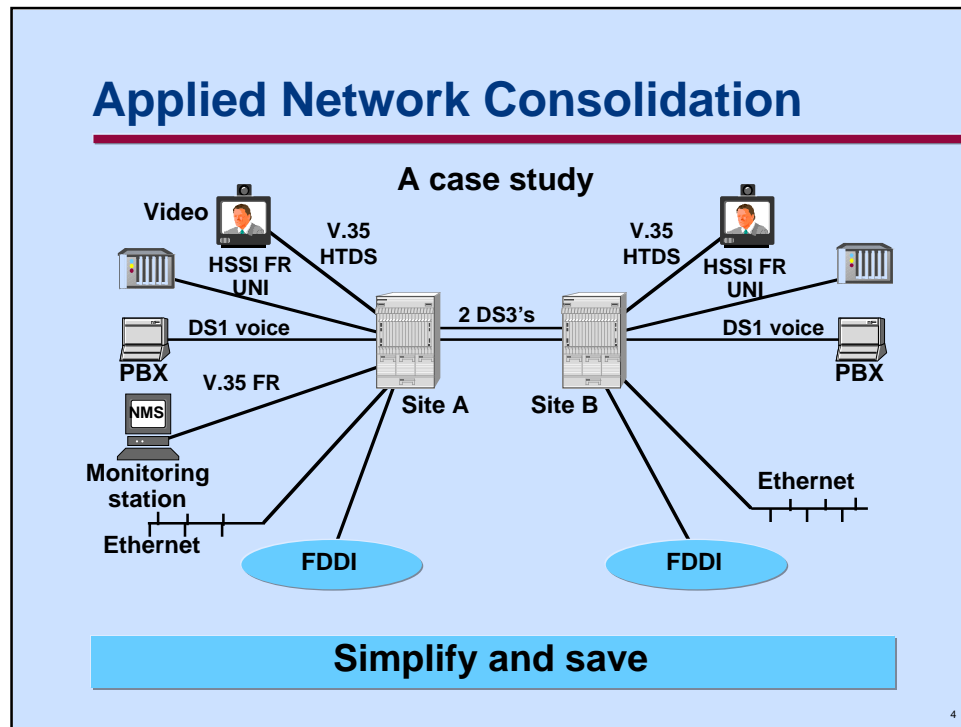 Applied Network Consolidation
A case study
Video
V.35
HTDS
HSSI FR
UNI
DS1 voice
PBX
V.35 FR
NMS
Monitoring
station
Ethernet
FDDI
2 DS3's
Site A
Site B
V.35
HTDS
HSSI FR
UNI
DS1 voice
PBX
Ethernet
FDDI
Simplify and save
4